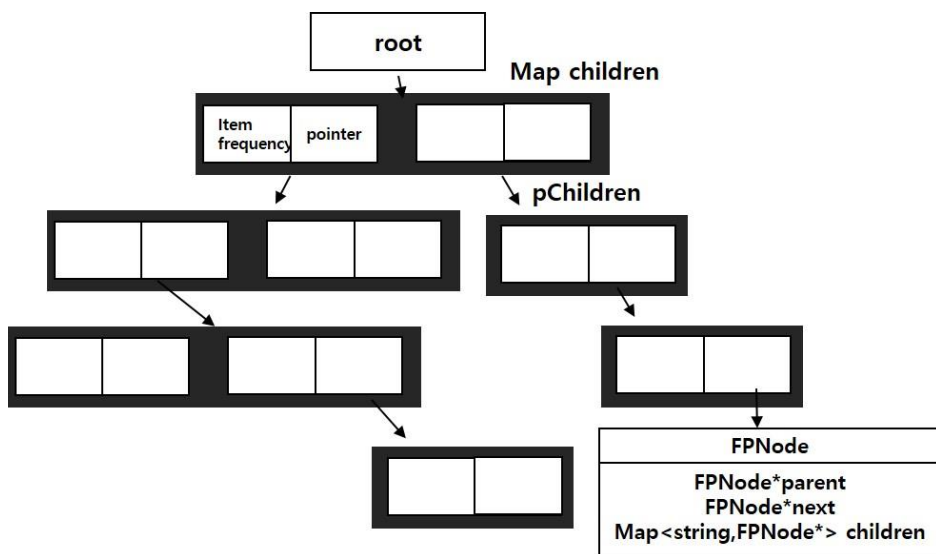 root
Map children
Item
frequency
pointer
pChildren
FPNode
FPNode*parent
FPNode*next
Map<string,FPNode*> children